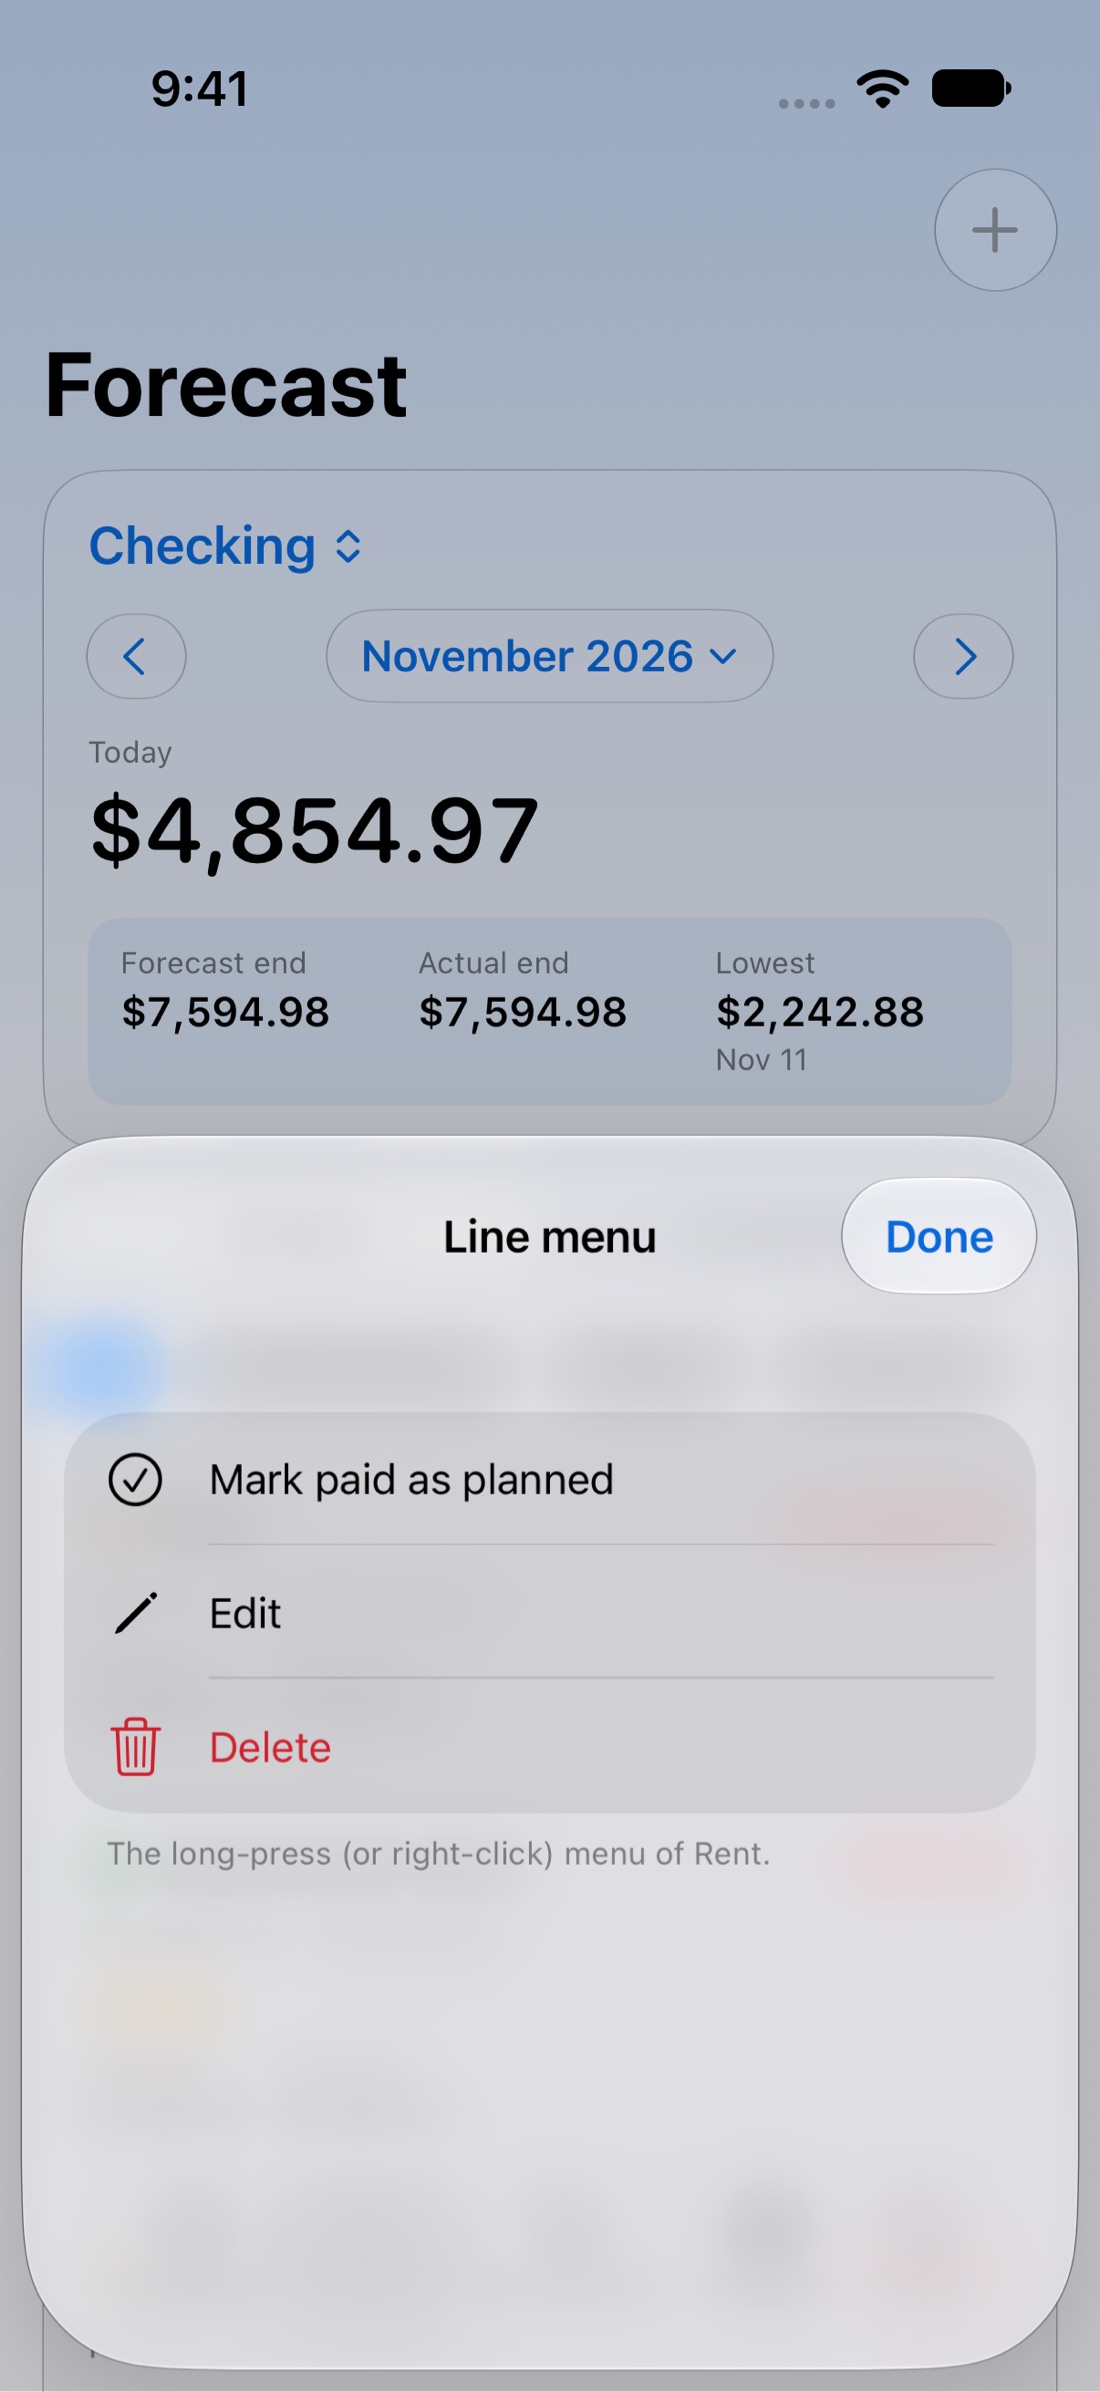 9:41
Forecast
Checking
November 2026
Today
$4,854.97
Forecast end
Actual end
Lowest
$7,594.98
$7,594.98
$2,242.88
Nov 11
Line menu
Done
Mark paid as planned
Edit
Delete
The long-press (or right-click) menu of Rent.